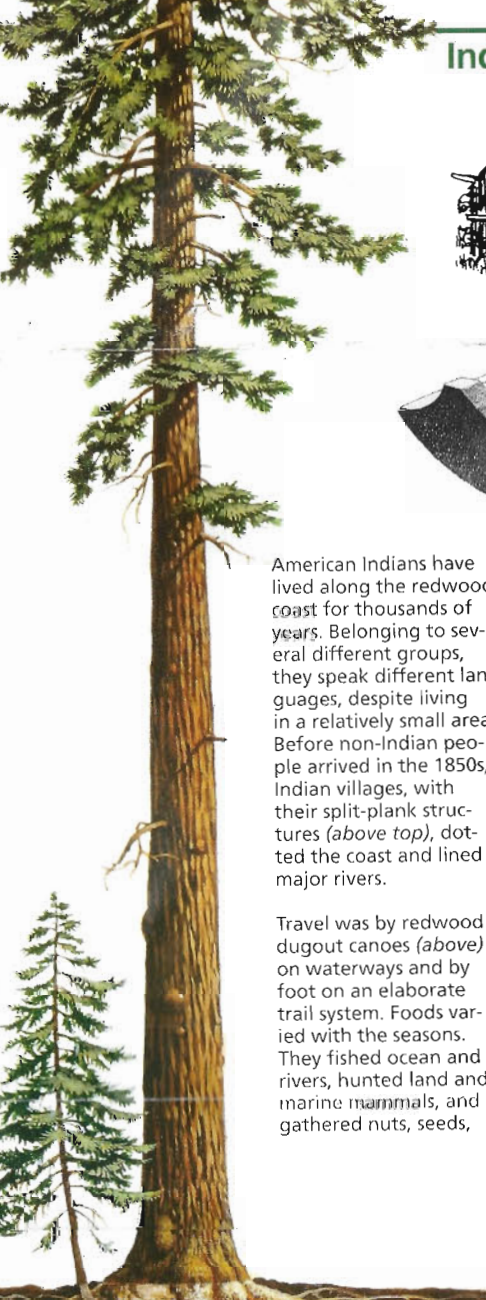 Ind
American Indians have
lived along the redwood
coast for thousands of
years. Belonging to sev-
eral different groups,
they speak different lan
guages, despite living
in a relatively small area
Before non-Indian peo-
ple arrived in the 1850s,
Indian villages, with
their split-plank struc-
tures (above top), dot-
ted the coast and lined
major rivers.
Travel was by redwood
dugout canoes (above)
on waterways and by
foot on an elaborate
trail system. Foods var-
ied with the seasons.
They fished ocean and
rivers, hunted land and
marine mammals, and
gathered nuts, seeds,